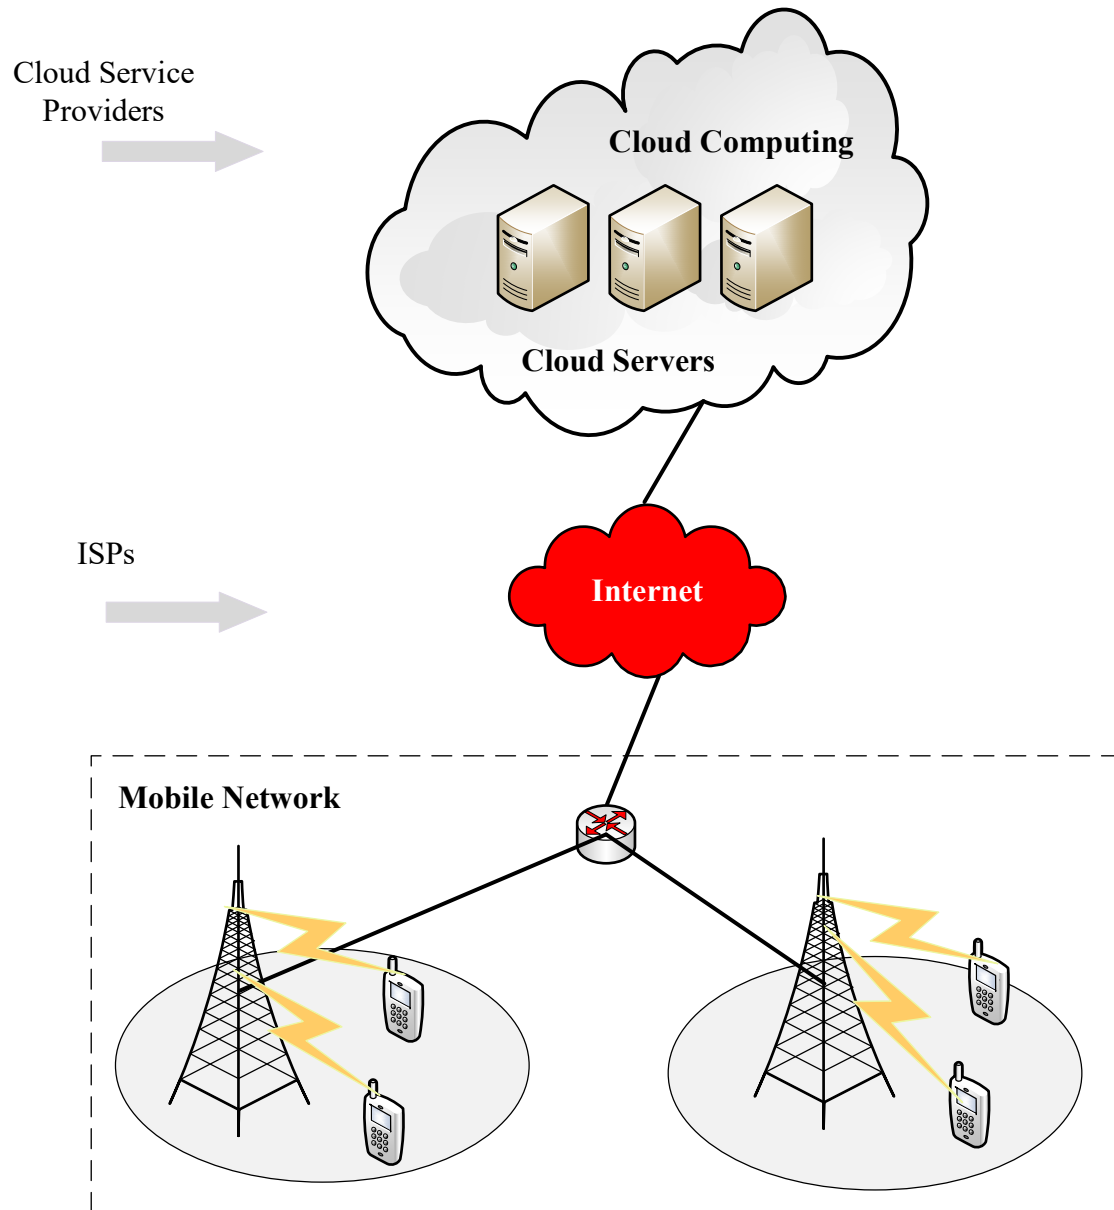 Cloud Service
Providers
Cloud Computing
Cloud Servers
ISPs
Internet
Mobile Network